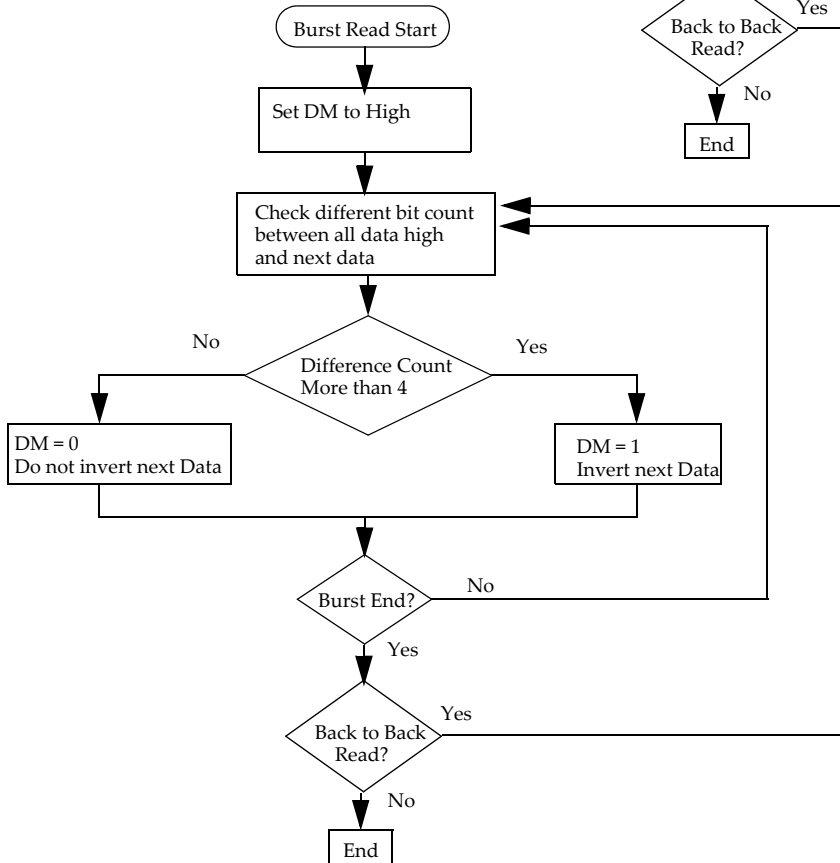 Burst Read Start
Yes
Back to Back
Read?
No
Set DM to High
End
Check different bit count
between all data high
and next data
No
Yes
Difference Count
More than 4
DM = 0
Do not invert next Data
DM = 1
Invert next Data
Burst End?
No
Yes
Back to Back
Read?
Yes
No
End